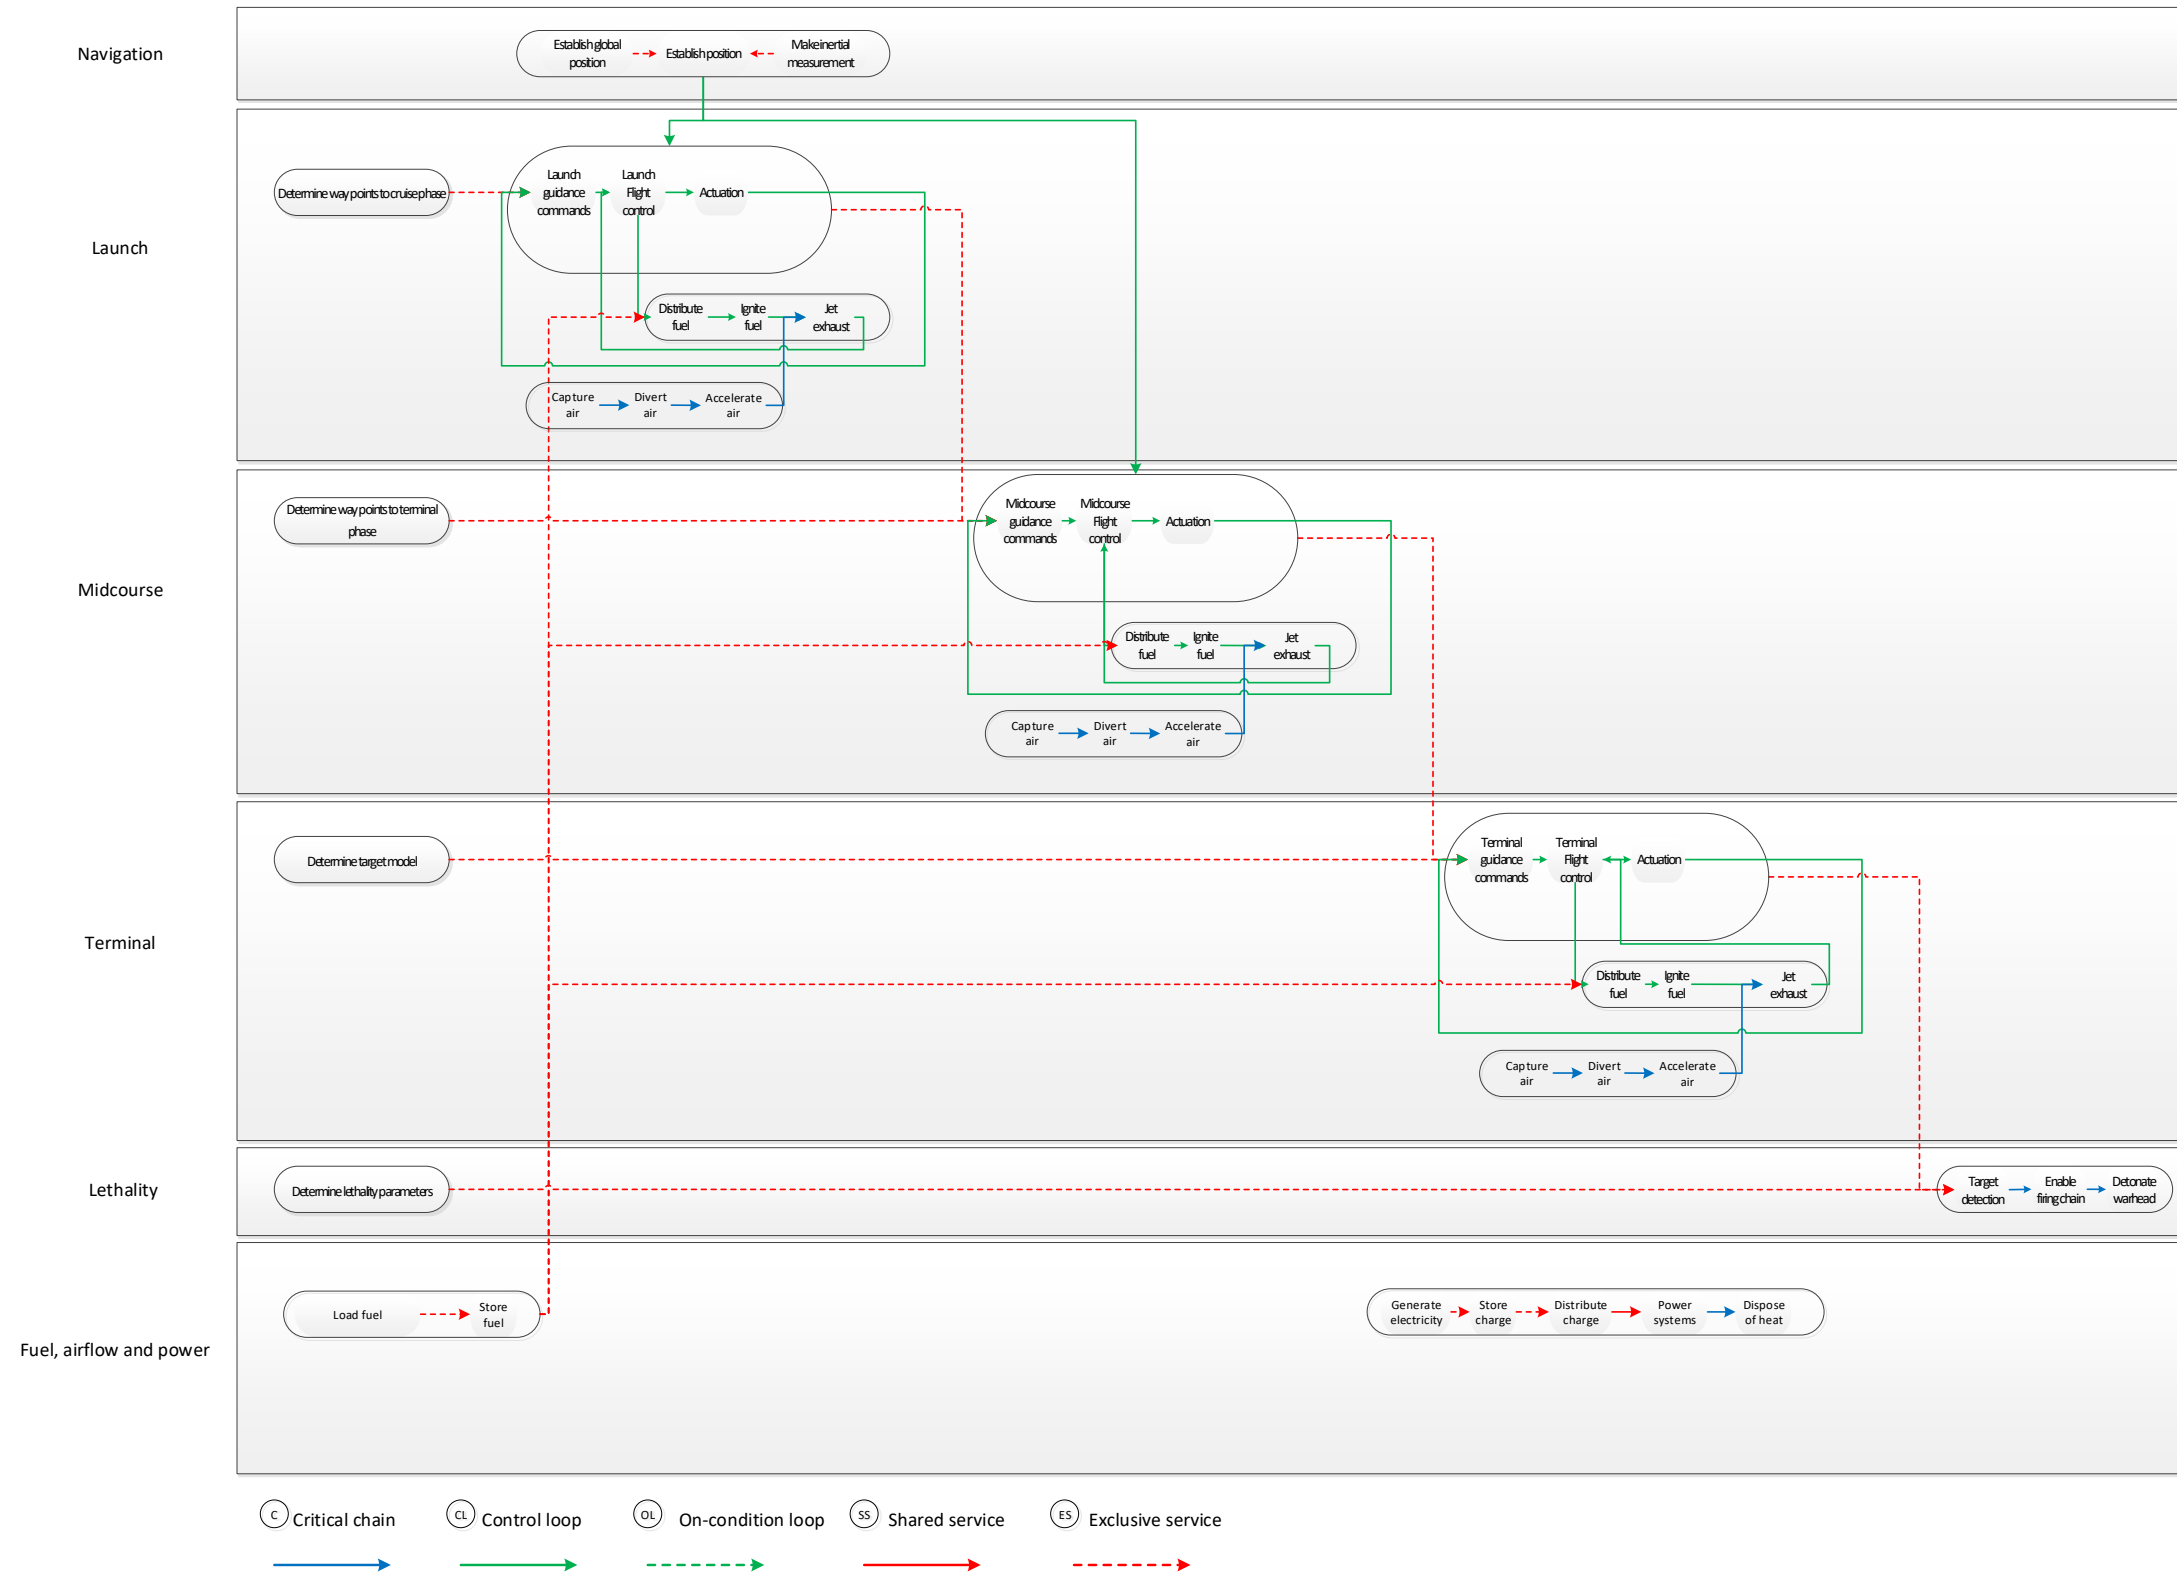 Navigation
Establish global
position
Establish position
Make inertial
measurement
Launch
Determine way points to cruise phase
Launch
guidance
commands
Launch
Flight
control
Actuation
Distribute
fuel
Ignite
fuel
Jet
exhaust
Capture
air
Divert
air
Accelerate
air
Midcourse
Determine way points to terminal
phase
Midcourse
guidance
commands
Midcourse
Flight
control
Actuation
Distribute
fuel
Ignite
fuel
Jet
exhaust
Capture
air
Divert
air
Accelerate
air
Terminal
Determine target model
Terminal
guidance
commands
Terminal
Flight
control
Actuation
Distribute
fuel
Ignite
fuel
Jet
exhaust
Capture
air
Divert
air
Accelerate
air
Lethality
Determine lethality parameters
Target
detection
Enable
firing chain
Detonate
warhead
Fuel, airflow and power
Load fuel
Store
fuel
Generate
electricity
Store
charge
Distribute
charge
Power
systems
Dispose
of heat
C Critical chain
CL Control loop
OL On-condition loop
SS Shared service
ES Exclusive service